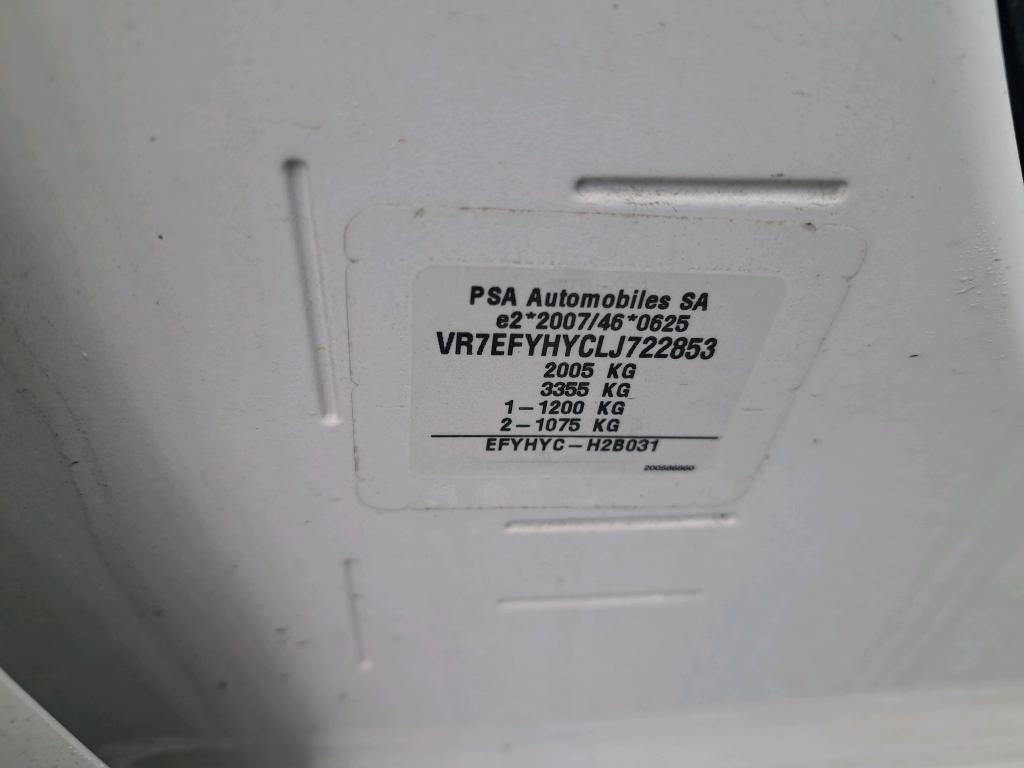 PSA Automobiles SA
e2*2007/46*0625
VR7EFYHYCLJ722853
2005 KG
3355 KG
1-1200 KG
2-1075 KG
EFYHYC-H2B031
200586860